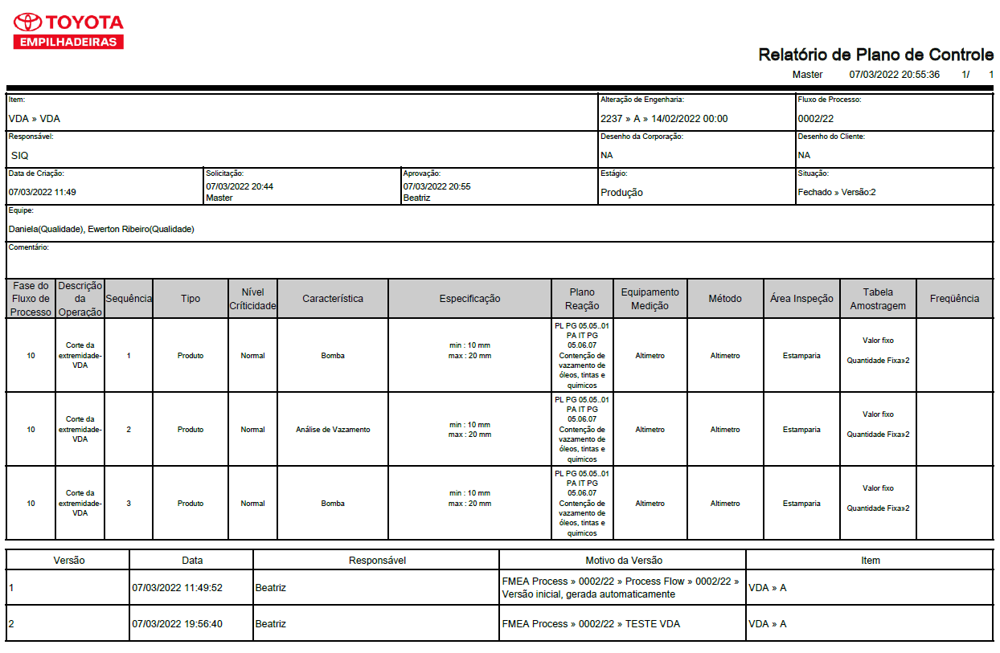 TOYOTA
EMPILHADEIRAS
Relatório de Plano de Controle
Master 07/03/2022 20:55:36 1/ 1
Item: Alteração de Engenharia: Fluxo de Processo:
VDA » VDA 2237 » A » 14/02/2022 00:00 0002/22
Responsável: Desenho da Corporação: Desenho do Cliente:
SIQ NA NA
Data de Criação: Solicitação: Aprovação: Estágio: Situação:
07/03/2022 11:49 07/03/2022 20:44 07/03/2022 20:55 Produção Fechado » Versão:2
Master Beatriz
Equipe:
Daniela(Qualidade), Ewerton Ribeiro(Qualidade)
Comentário:
Fase do Fluxo de Processo Descrição da Operação Sequência Tipo Nível Críticidade Característica Especificação Plano Reação Equipamento Medição Método Área Inspeção Tabela Amostragem Freqüência
10 Corte da extremidade-VDA 1 Produto Normal Bomba min : 10 mm max : 20 mm PL PG 05.05..01 PA IT PG 05.06.07 Contenção de vazamento de óleos, tintas e quimicos Altimetro Altimetro Estamparia Valor fixo Quantidade Fixa»2
10 Corte da extremidade-VDA 2 Produto Normal Análise de Vazamento min : 10 mm max : 20 mm PL PG 05.05..01 PA IT PG 05.06.07 Contenção de vazamento de óleos, tintas e quimicos Altimetro Altimetro Estamparia Valor fixo Quantidade Fixa»2
10 Corte da extremidade-VDA 3 Produto Normal Bomba min : 10 mm max : 20 mm PL PG 05.05..01 PA IT PG 05.06.07 Contenção de vazamento de óleos, tintas e quimicos Altimetro Altimetro Estamparia Valor fixo Quantidade Fixa»2
Versão Data Responsável Motivo da Versão Item
1 07/03/2022 11:49:52 Beatriz FMEA Process » 0002/22 » Process Flow » 0002/22 » Versão inicial, gerada automaticamente VDA » A
2 07/03/2022 19:56:40 Beatriz FMEA Process » 0002/22 » TESTE VDA VDA » A